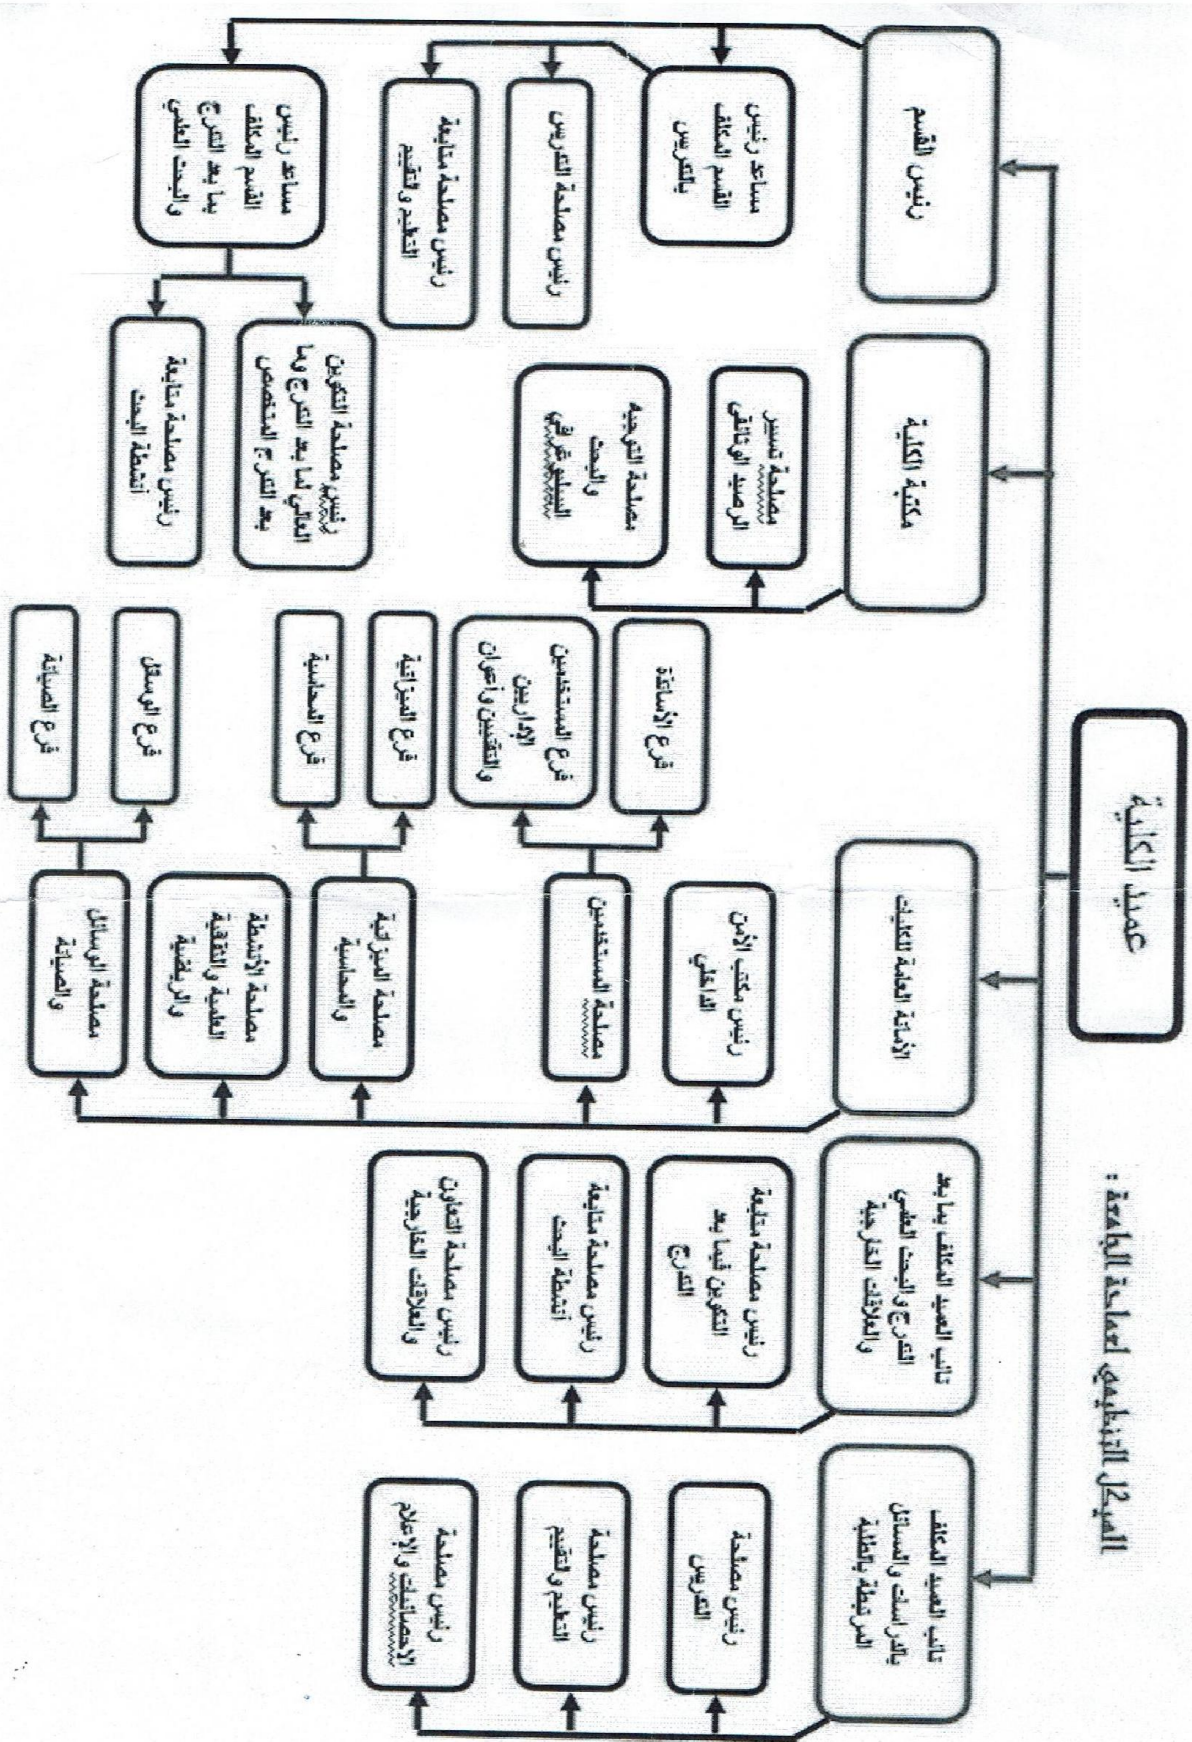 الهيكل التنظيمي لعمادة الجامعة :
عميد الكلية
نائب العميد المكلف
بالدراسات والمسائل
المرتبطة بالطلبة
رئيس مصلحة
التدريس
رئيس مصلحة
التعليم والتقييم
رئيس مصلحة
الاحصائيات والإعلام
نائب العميد المكلف بما بعد
التدرج والبحث العلمي
والعلاقات الخارجية
رئيس مصلحة متابعة
التكوين فيما بعد
التدرج
رئيس مصلحة متابعة
أنشطة البحث
رئيس مصلحة التعاون
والعلاقات الخارجية
الأمانة العامة للكليات
رئيس مكتب الأمن
الداخلي
مصلحة المستخدمين
فرع الأساتذة
فرع المستخدمين
الإداريين
والتقنيين وأعوان
مصلحة الميزانية
والمحاسبة
فرع الميزانية
فرع المحاسبة
مصلحة الأنشطة
العلمية والثقافية
والرياضية
مصلحة الوسائل
والصيانة
فرع الوسائل
فرع الصيانة
مكتبة الكلية
مصلحة تسيير
الرصيد الوثائقي
مصلحة التوجيه
والبحث
البيبليوغرافي
رئيس القسم
مساعد رئيس
القسم المكلف
بالتدريس
رئيس مصلحة التدريس
رئيس مصلحة متابعة
التعليم والتقييم
مساعد رئيس
القسم المكلف
بما بعد التدرج
والبحث العلمي
رئيس مصلحة التكوين
العالي لما بعد التدرج وما
بعد التدرج المتخصص
رئيس مصلحة متابعة
أنشطة البحث